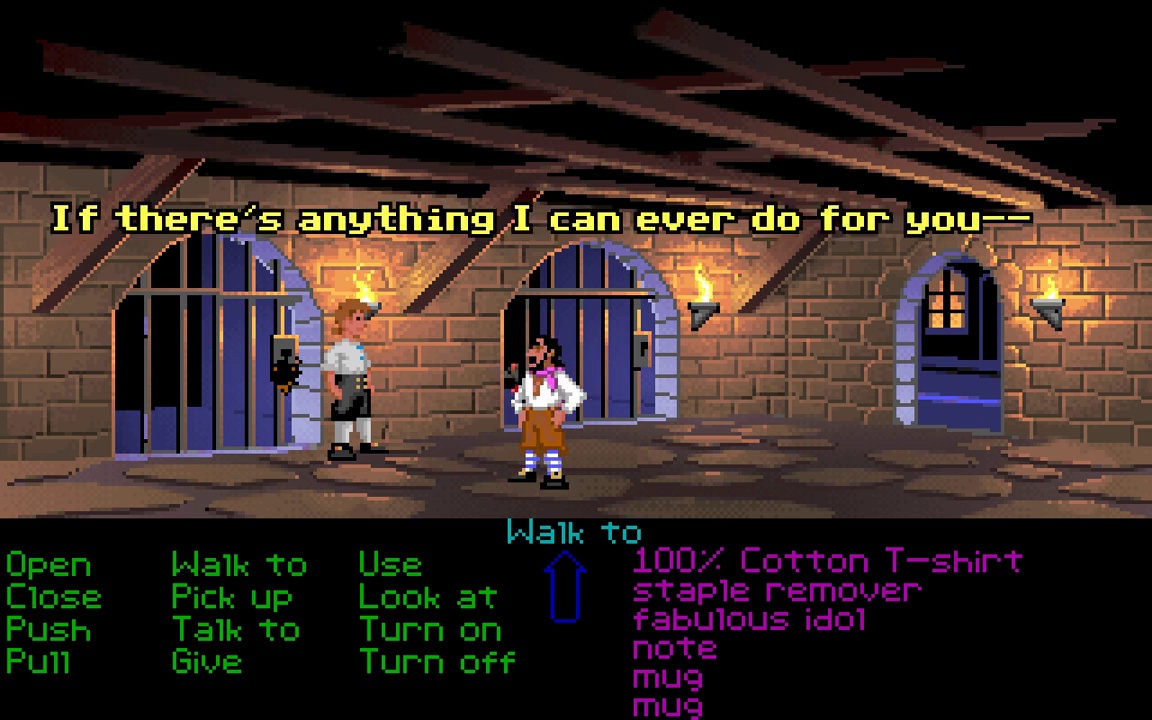 If there's anything I can ever do for you--
Walk to
Open Walk to Use
Close Pick up Look at
Push Talk to Turn on
Pull Give Turn off
100% Cotton T-shirt
staple remover
fabulous idol
note
mug
mug